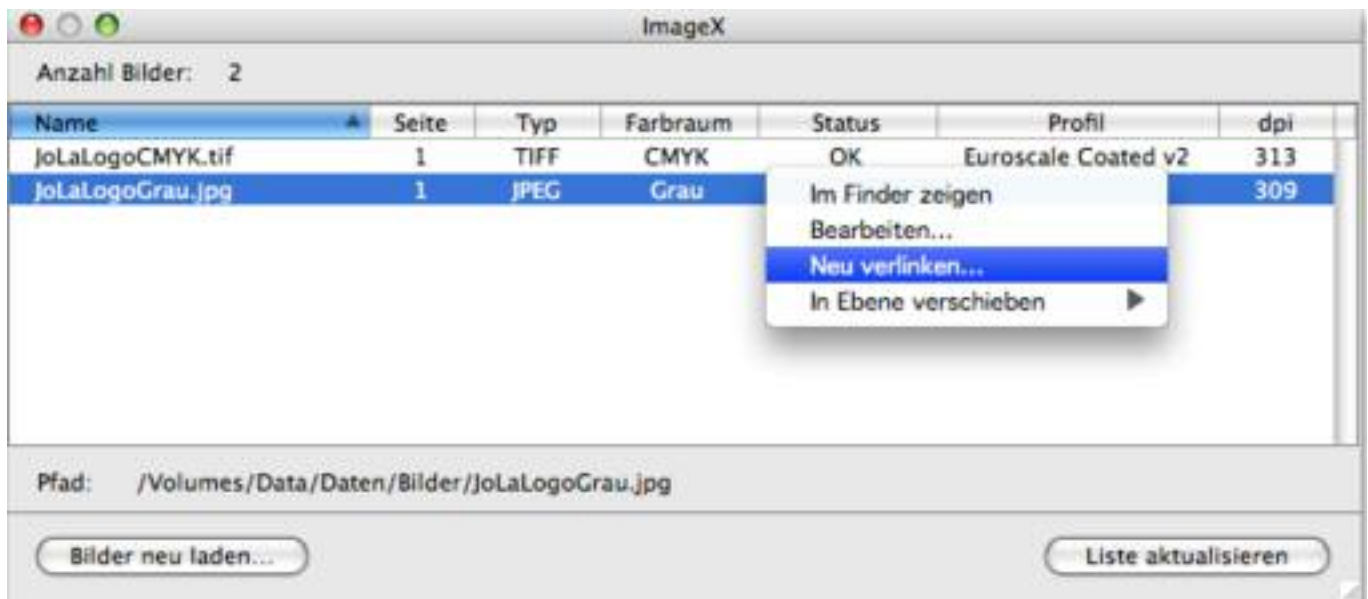 ImageX
Anzahl Bilder: 2
Name Seite Typ Farbraum Status Profil dpi
JoLaLogoCMYK.tif 1 TIFF CMYK OK Euroscale Coated v2 313
JoLaLogoGrau.jpg 1 JPEG Grau 309
Im Finder zeigen
Bearbeiten...
Neu verlinken...
In Ebene verschieben
Pfad: /Volumes/Data/Daten/Bilder/JoLaLogoGrau.jpg
Bilder neu laden... Liste aktualisieren